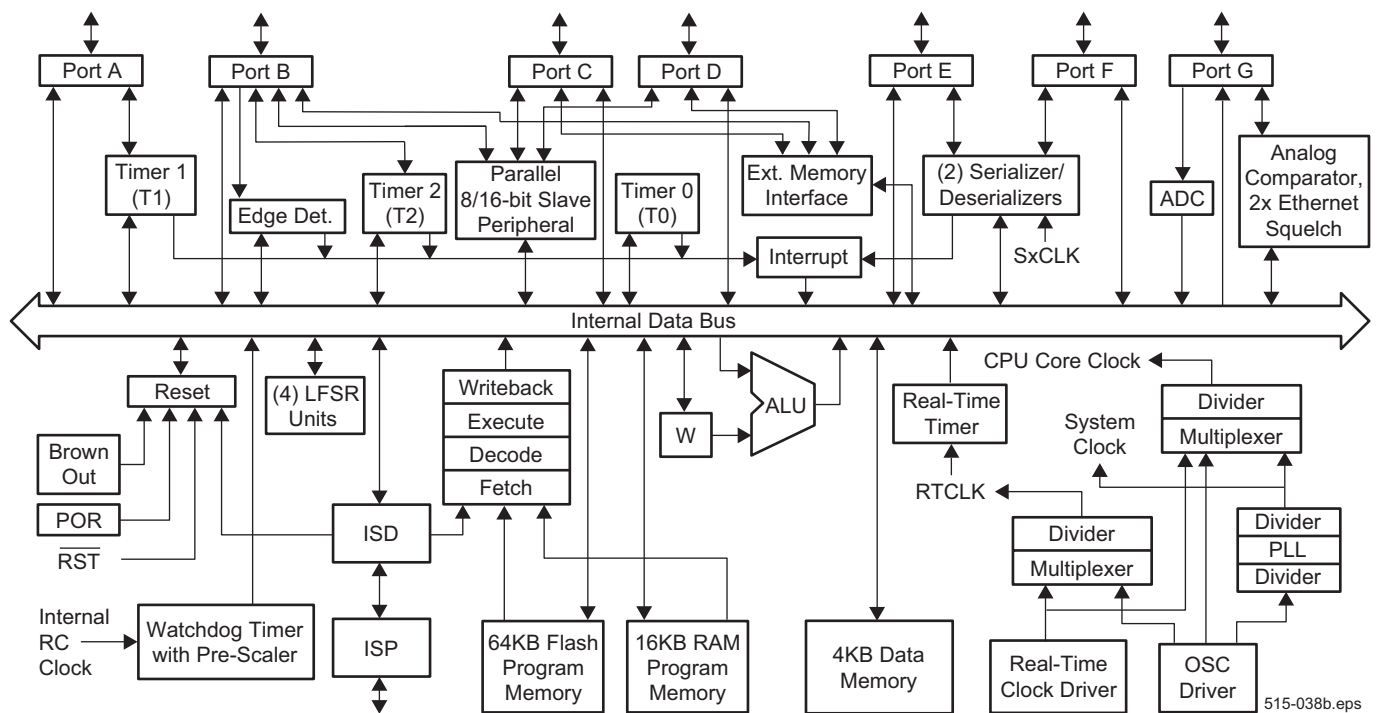 Port A
Port B
Port C
Port D
Port E
Port F
Port G
Timer 1
(T1)
Edge Det.
Timer 2
(T2)
Parallel
8/16-bit Slave
Peripheral
Timer 0
(T0)
Ext. Memory
Interface
Interrupt
(2) Serializer/
Deserializers
SxCLK
ADC
Analog
Comparator,
2x Ethernet
Squelch
Internal Data Bus
Reset
Brown
Out
POR
RST
Internal
RC
Clock
Watchdog Timer
with Pre-Scaler
(4) LFSR
Units
ISD
ISP
Writeback
Execute
Decode
Fetch
64KB Flash
Program
Memory
16KB RAM
Program
Memory
W
ALU
4KB Data
Memory
Real-Time
Timer
RTCLK
CPU Core Clock
System
Clock
Divider
Multiplexer
Divider
Multiplexer
Divider
PLL
Divider
Real-Time
Clock Driver
OSC
Driver
515-038b.eps